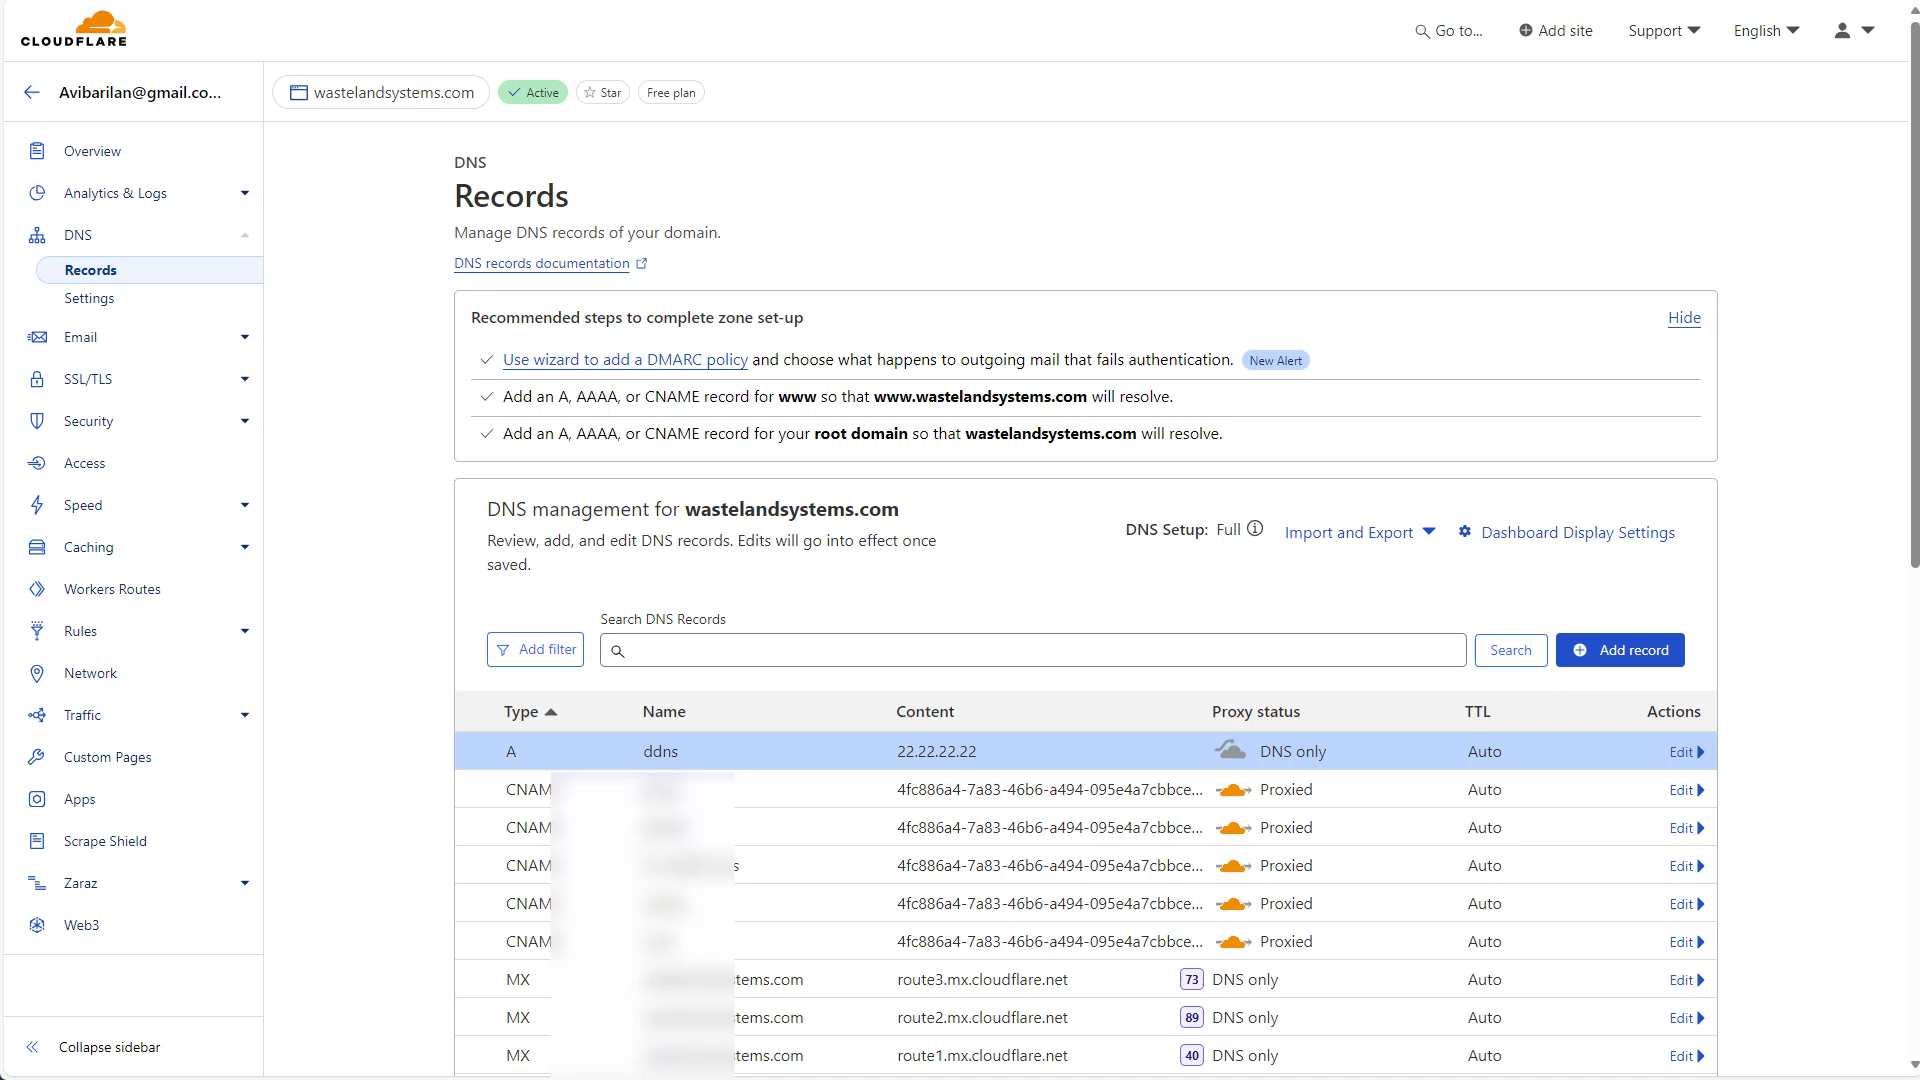 CLOUDFLARE
Go to...
Add site
Support
English
Avibarilan@gmail.co...
wastelandsystems.com
Active
Star
Free plan
Overview
Analytics & Logs
DNS
Records
Settings
Email
SSL/TLS
Security
Access
Speed
Caching
Workers Routes
Rules
Network
Traffic
Custom Pages
Apps
Scrape Shield
Zaraz
Web3
Collapse sidebar
DNS
Records
Manage DNS records of your domain.
DNS records documentation
Recommended steps to complete zone set-up
Hide
Use wizard to add a DMARC policy and choose what happens to outgoing mail that fails authentication. New Alert
Add an A, AAAA, or CNAME record for www so that www.wastelandsystems.com will resolve.
Add an A, AAAA, or CNAME record for your root domain so that wastelandsystems.com will resolve.
DNS management for wastelandsystems.com
Review, add, and edit DNS records. Edits will go into effect once
saved.
DNS Setup: Full
Import and Export
Dashboard Display Settings
Search DNS Records
Add filter
Search
Add record
Type Name Content Proxy status TTL Actions
A ddns 22.22.22.22 DNS only Auto Edit
CNAM 4fc886a4-7a83-46b6-a494-095e4a7cbbce... Proxied Auto Edit
CNAM 4fc886a4-7a83-46b6-a494-095e4a7cbbce... Proxied Auto Edit
CNAM s 4fc886a4-7a83-46b6-a494-095e4a7cbbce... Proxied Auto Edit
CNAM 4fc886a4-7a83-46b6-a494-095e4a7cbbce... Proxied Auto Edit
CNAM 4fc886a4-7a83-46b6-a494-095e4a7cbbce... Proxied Auto Edit
MX tems.com route3.mx.cloudflare.net 73 DNS only Auto Edit
MX tems.com route2.mx.cloudflare.net 89 DNS only Auto Edit
MX tems.com route1.mx.cloudflare.net 40 DNS only Auto Edit